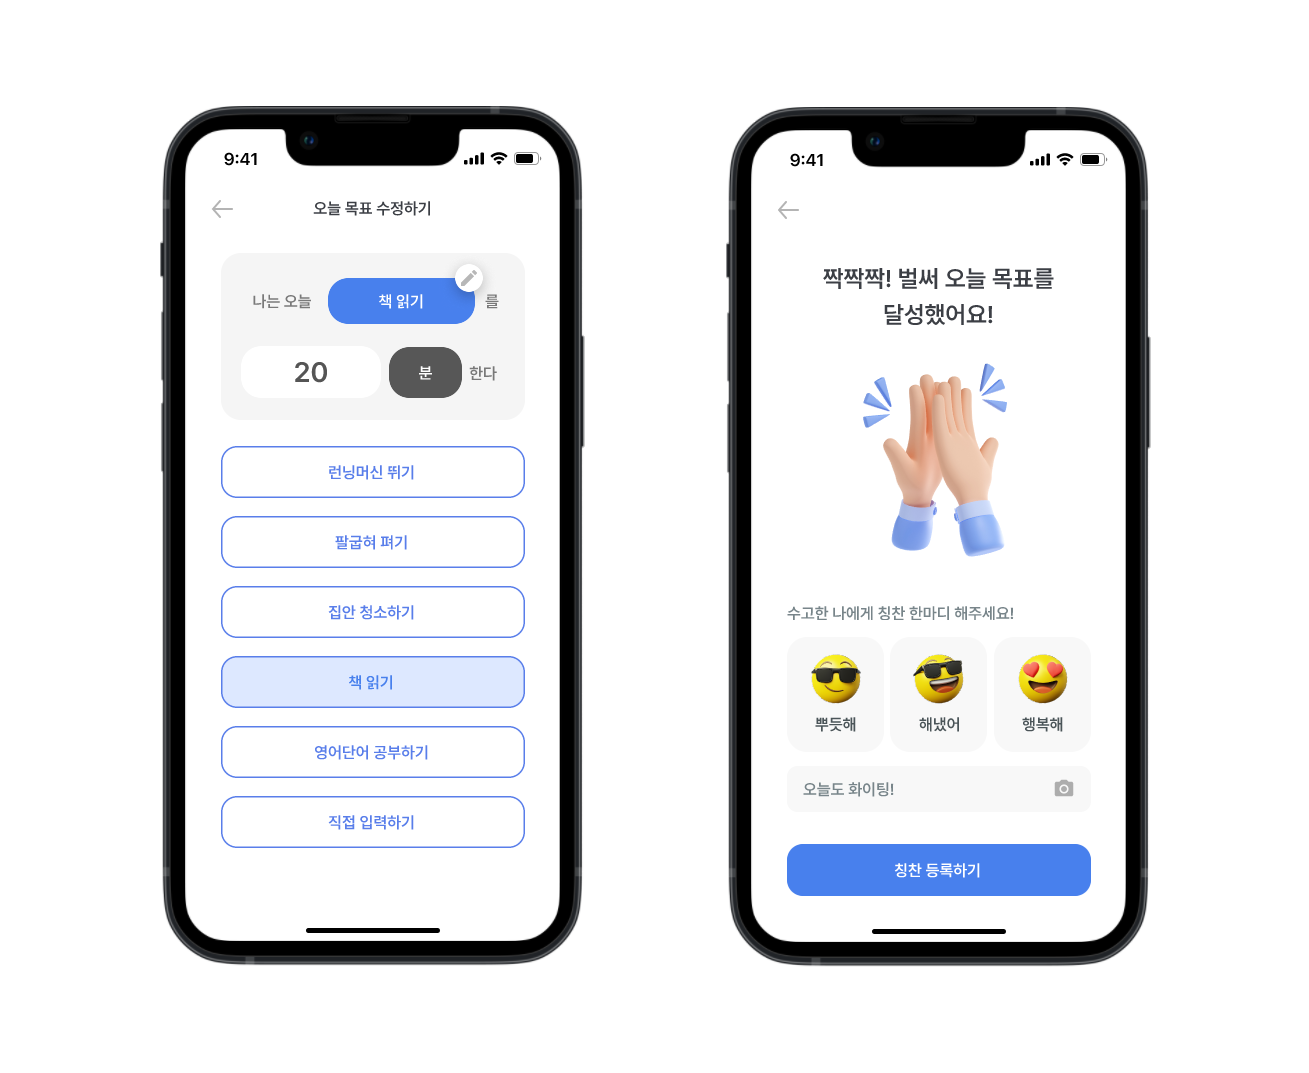 9:41
오늘 목표 수정하기
나는 오늘 책 읽기 를
20 분 한다
런닝머신 뛰기
팔굽혀 펴기
집안 청소하기
책 읽기
영어단어 공부하기
직접 입력하기
9:41
짝짝짝! 벌써 오늘 목표를
달성했어요!
수고한 나에게 칭찬 한마디 해주세요!
뿌듯해 해냈어 행복해
오늘도 화이팅!
칭찬 등록하기